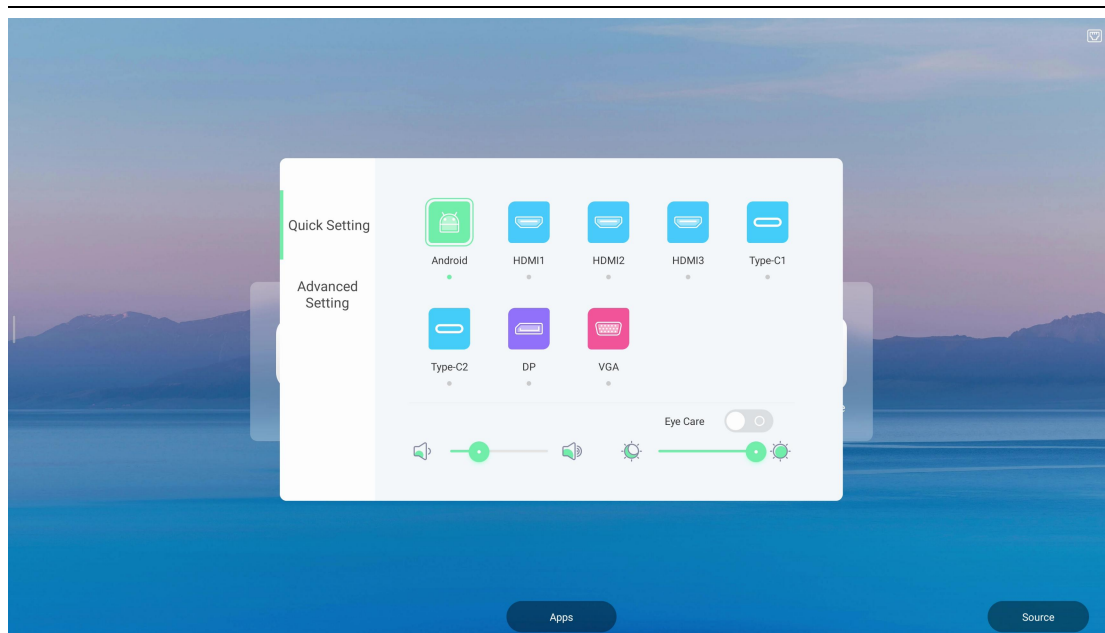 Quick Setting
Advanced
Setting
Android
HDMI1
HDMI2
HDMI3
Type-C1
Type-C2
DP
VGA
Eye Care
Apps
Source